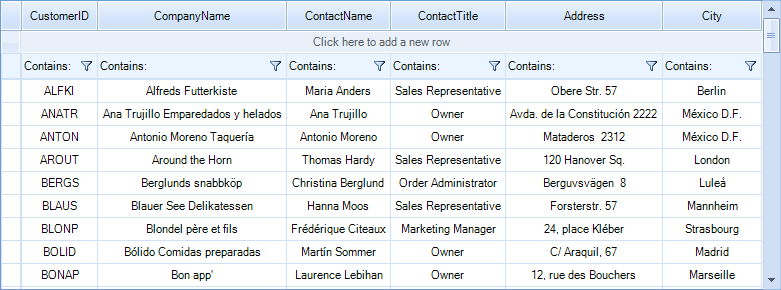 CustomerID CompanyName ContactName ContactTitle Address City
Click here to add a new row
Contains: Contains: Contains: Contains: Contains: Contains:
ALFKI Alfreds Futterkiste Maria Anders Sales Representative Obere Str. 57 Berlin
ANATR Ana Trujillo Emparedados y helados Ana Trujillo Owner Avda. de la Constitución 2222 México D.F.
ANTON Antonio Moreno Taquería Antonio Moreno Owner Mataderos  2312 México D.F.
AROUT Around the Horn Thomas Hardy Sales Representative 120 Hanover Sq. London
BERGS Berglunds snabbköp Christina Berglund Order Administrator Berguvsvägen  8 Luleå
BLAUS Blauer See Delikatessen Hanna Moos Sales Representative Forsterstr. 57 Mannheim
BLONP Blondel père et fils Frédérique Citeaux Marketing Manager 24, place Kléber Strasbourg
BOLID Bólido Comidas preparadas Martín Sommer Owner C/ Araquil, 67 Madrid
BONAP Bon app' Laurence Lebihan Owner 12, rue des Bouchers Marseille